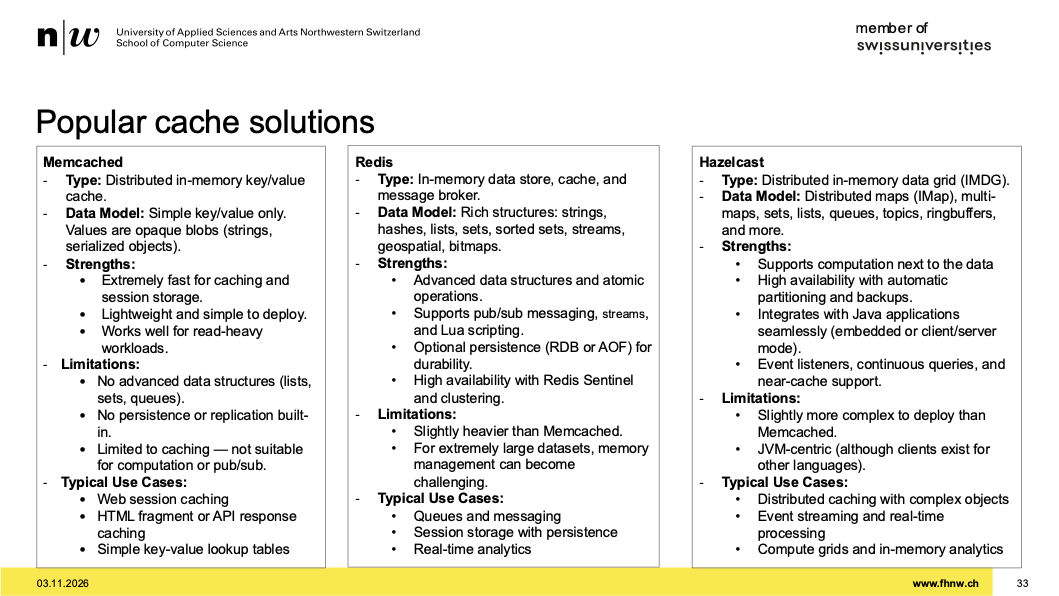 n w University of Applied Sciences and Arts Northwestern Switzerland
School of Computer Science
member of
swissuniversities
Popular cache solutions
Memcached
- Type: Distributed in-memory key/value
cache.
- Data Model: Simple key/value only.
Values are opaque blobs (strings,
serialized objects).
- Strengths:
• Extremely fast for caching and
session storage.
• Lightweight and simple to deploy.
• Works well for read-heavy
workloads.
- Limitations:
• No advanced data structures (lists,
sets, queues).
• No persistence or replication built-
in.
• Limited to caching — not suitable
for computation or pub/sub.
- Typical Use Cases:
• Web session caching
• HTML fragment or API response
caching
• Simple key-value lookup tables
Redis
- Type: In-memory data store, cache, and
message broker.
- Data Model: Rich structures: strings,
hashes, lists, sets, sorted sets, streams,
geospatial, bitmaps.
- Strengths:
• Advanced data structures and atomic
operations.
• Supports pub/sub messaging, streams,
and Lua scripting.
• Optional persistence (RDB or AOF) for
durability.
• High availability with Redis Sentinel
and clustering.
- Limitations:
• Slightly heavier than Memcached.
• For extremely large datasets, memory
management can become
challenging.
- Typical Use Cases:
• Queues and messaging
• Session storage with persistence
• Real-time analytics
Hazelcast
- Type: Distributed in-memory data grid (IMDG).
- Data Model: Distributed maps (IMap), multi-
maps, sets, lists, queues, topics, ringbuffers,
and more.
- Strengths:
• Supports computation next to the data
• High availability with automatic
partitioning and backups.
• Integrates with Java applications
seamlessly (embedded or client/server
mode).
• Event listeners, continuous queries, and
near-cache support.
- Limitations:
• Slightly more complex to deploy than
Memcached.
• JVM-centric (although clients exist for
other languages).
- Typical Use Cases:
• Distributed caching with complex objects
• Event streaming and real-time
processing
• Compute grids and in-memory analytics
03.11.2026
www.fhnw.ch
33